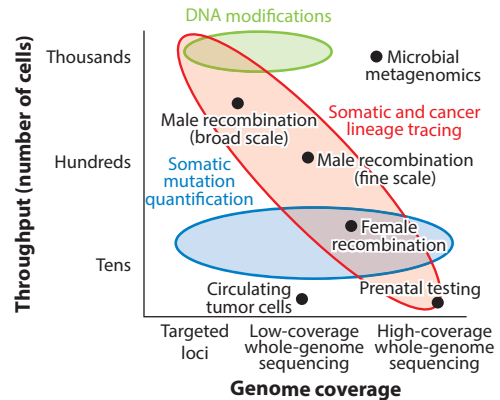 DNA modifications
Thousands
Microbial
metagenomics
Male recombination
(broad scale)
Somatic and cancer
lineage tracing
Hundreds
Somatic
mutation
quantification
Male recombination
(fine scale)
Female
recombination
Tens
Circulating
tumor cells
Prenatal testing
Throughput (number of cells)
Targeted
loci
Low-coverage
whole-genome
sequencing
High-coverage
whole-genome
sequencing
Genome coverage